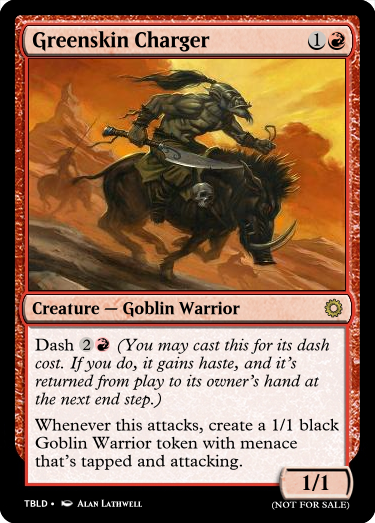 Greenskin Charger 1
Creature — Goblin Warrior
Dash 2 (You may cast this for its dash
cost. If you do, it gains haste, and it's
returned from play to its owner's hand at
the next end step.)
Whenever this attacks, create a 1/1 black
Goblin Warrior token with menace
that's tapped and attacking.
1/1
TBLD • Alan Lathwell
(NOT FOR SALE)